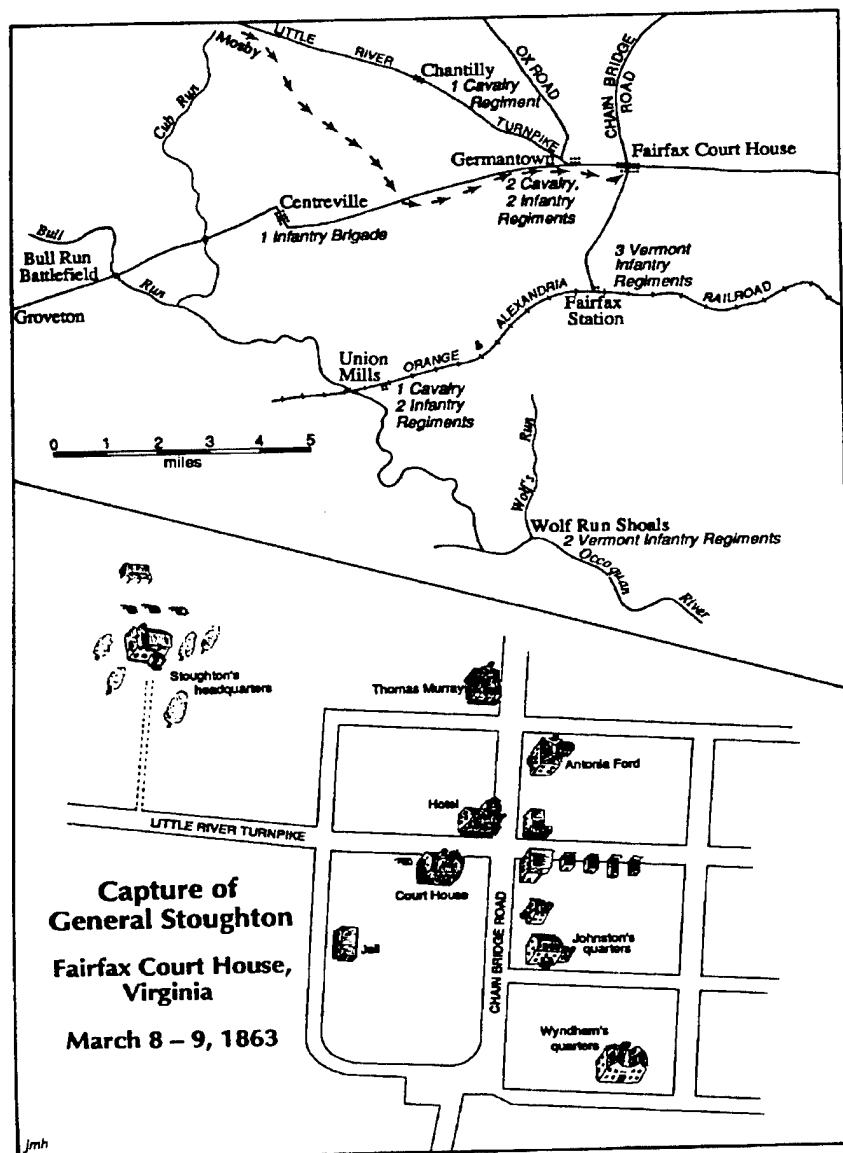 LITTLE
RIVER
TURNPIKE
Mosby
OX ROAD
CHAIN BRIDGE
ROAD
Chantilly
1 Cavalry
Regiment
Cub Run
Germantown
Fairfax Court House
2 Cavalry,
2 Infantry
Regiments
Centreville
1 Infantry Brigade
Bull
Run
Bull Run
Battlefield
Groveton
3 Vermont
Infantry
Regiments
Fairfax
Station
ORANGE
&
ALEXANDRIA
RAILROAD
Union
Mills
1 Cavalry
2 Infantry
Regiments
0 1 2 3 4 5
miles
Wolf's
Run
Wolf Run Shoals
2 Vermont Infantry Regiments
Occoquan
River
Stoughton's
headquarters
Thomas Murray
Antonia Ford
Hotel
LITTLE RIVER TURNPIKE
Court House
CHAIN BRIDGE ROAD
Jail
Johnston's
quarters
Wyndham's
quarters
Capture of
General Stoughton
Fairfax Court House,
Virginia
March 8 – 9, 1863
jmh